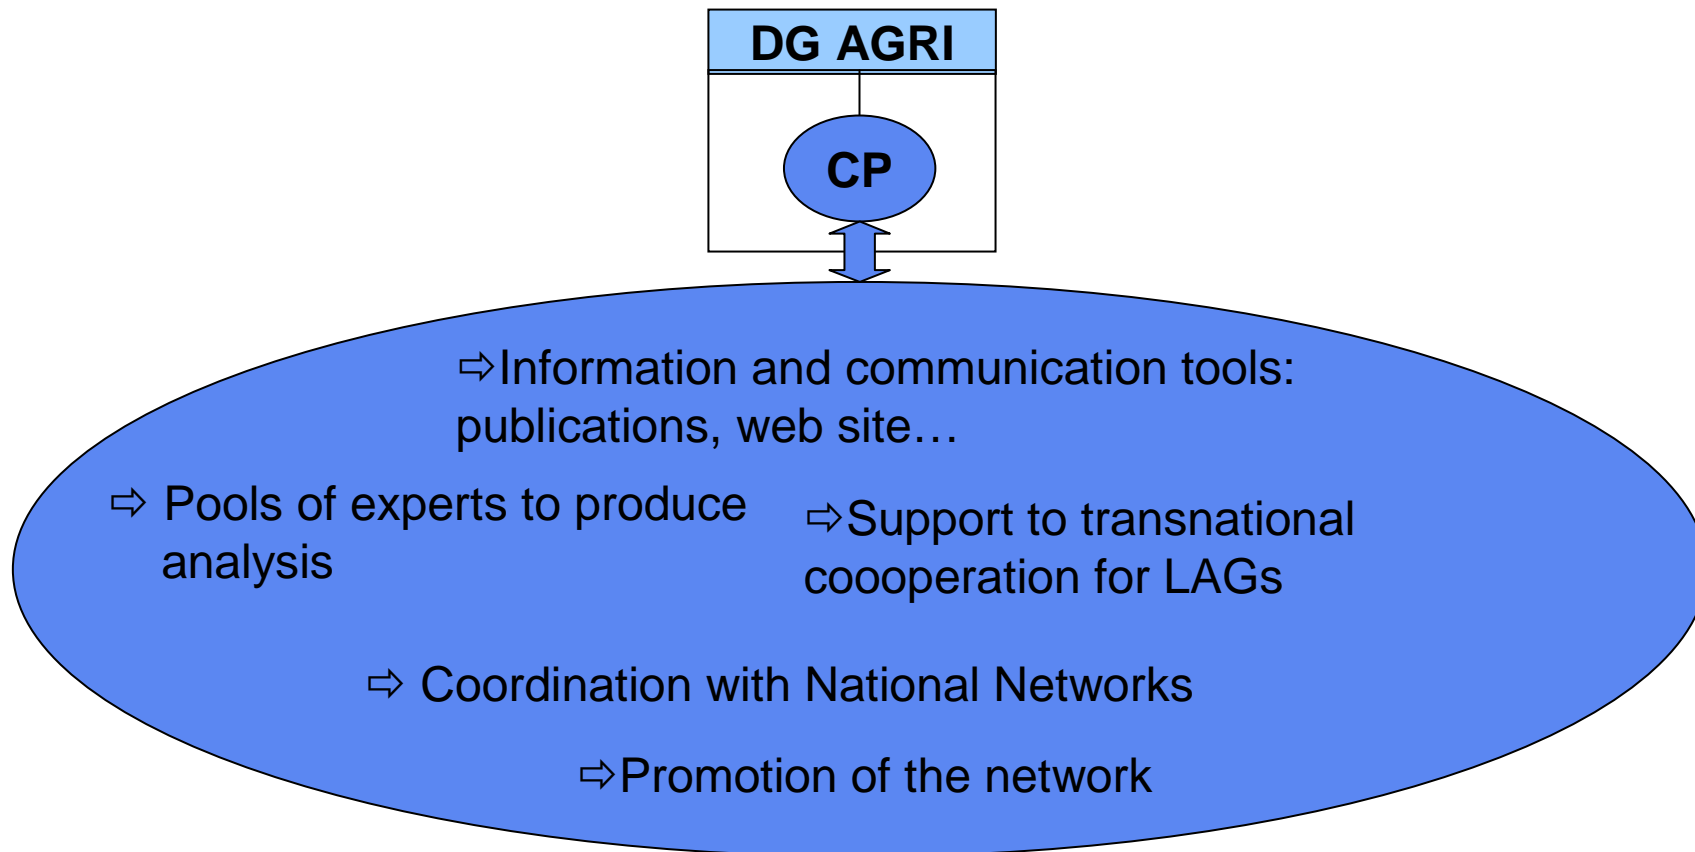 DG AGRI
CP
⇨Information and communication tools:
publications, web site…
⇨ Pools of experts to produce
analysis
⇨Support to transnational
coooperation for LAGs
⇨ Coordination with National Networks
⇨Promotion of the network